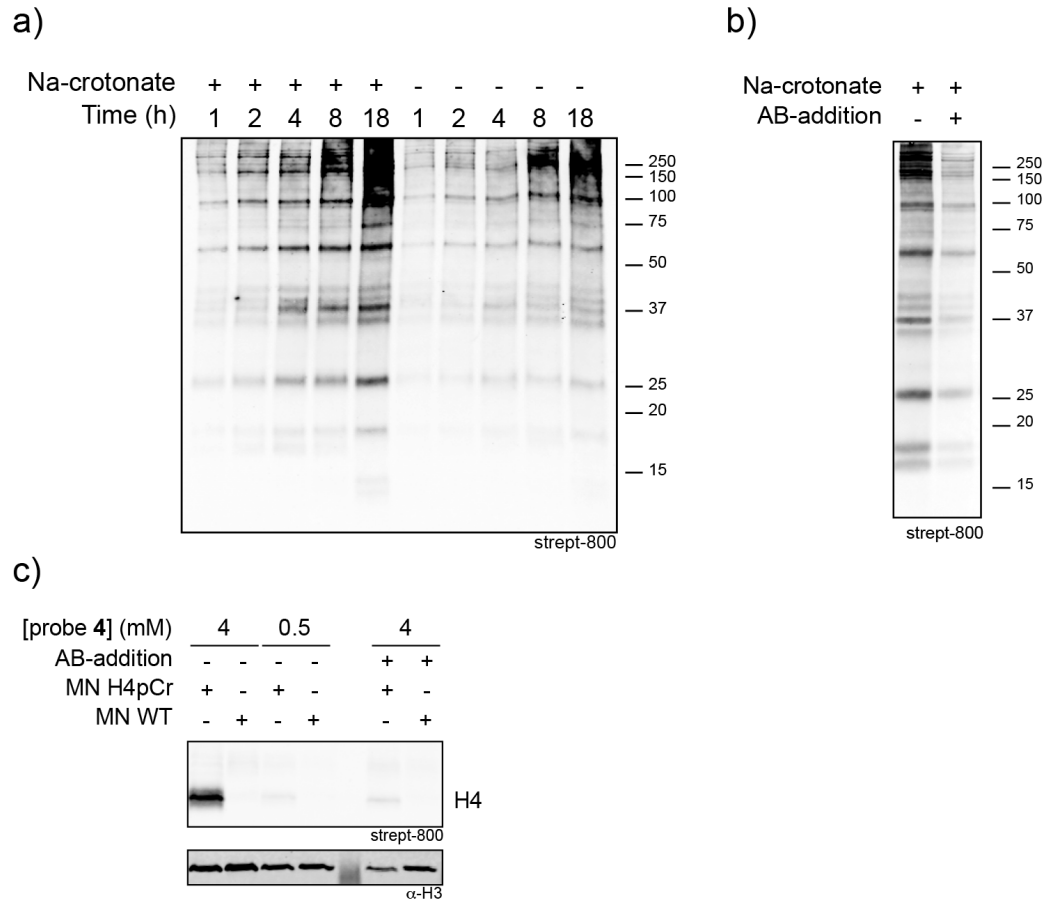 a)
Na-crotonate + + + + + - - - - -
Time (h) 1 2 4 8 18 1 2 4 8 18
250
150
100
75
50
37
25
20
15
strept-800
b)
Na-crotonate + +
AB-addition - +
250
150
100
75
50
37
25
20
15
strept-800
c)
[probe 4] (mM) 4 0.5 4
AB-addition - - - - + +
MN H4pCr + - + - + -
MN WT - + - + - +
H4
strept-800
α-H3